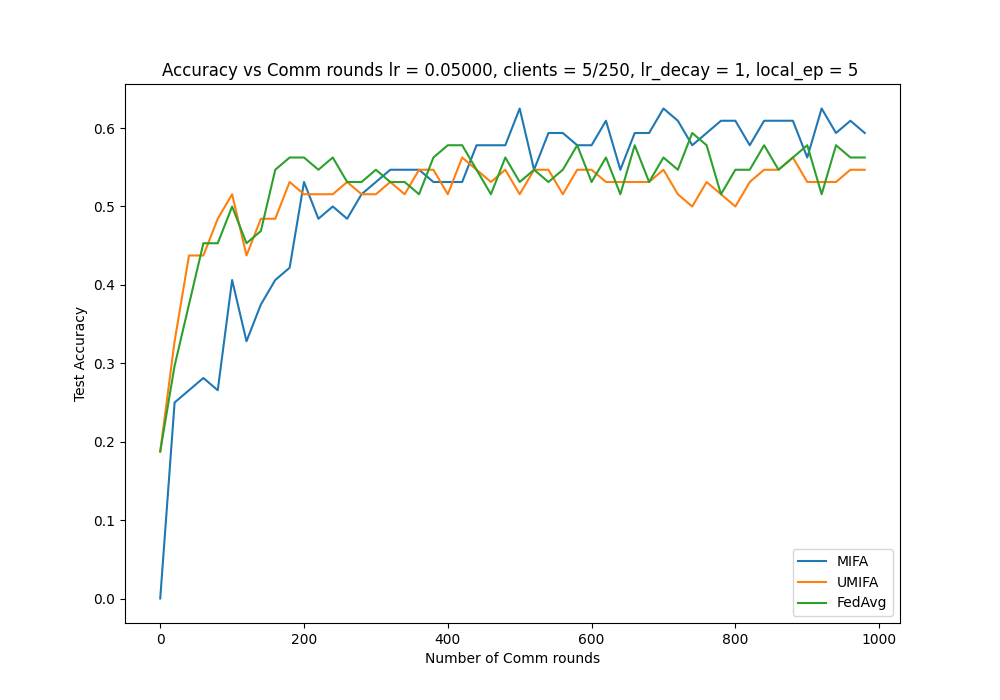 Accuracy vs Comm rounds lr = 0.05000, clients = 5/250, lr_decay = 1, local_ep = 5
Test Accuracy
0.6
0.5
0.4
0.3
0.2
0.1
0.0
MIFA
UMIFA
FedAvg
0 200 400 600 800 1000
Number of Comm rounds